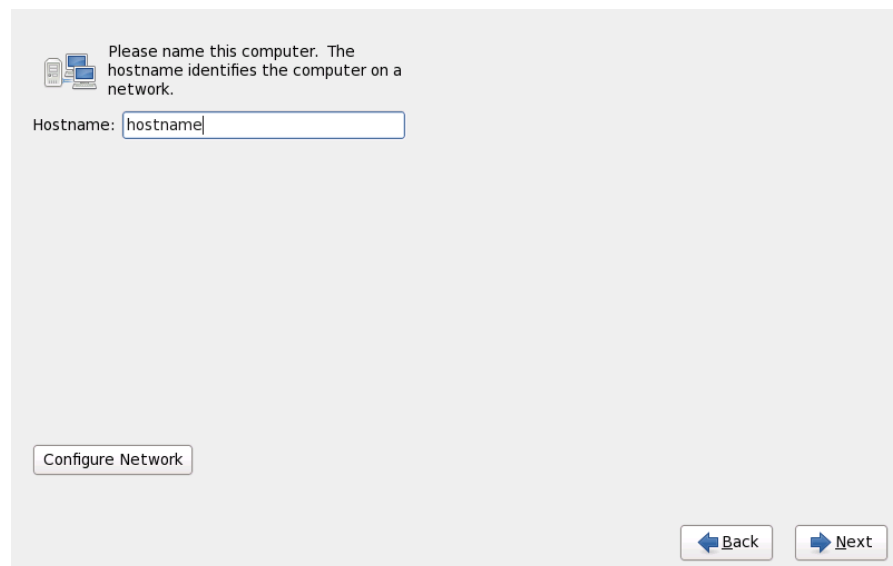 Please name this computer.  The
hostname identifies the computer on a
network.
Hostname: hostname
Configure Network
Back
Next